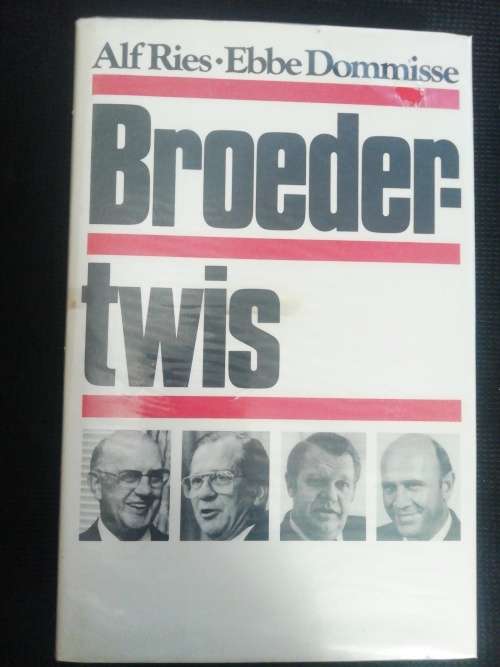 Alf Ries • Ebbe Dommisse
Broeder-
twis